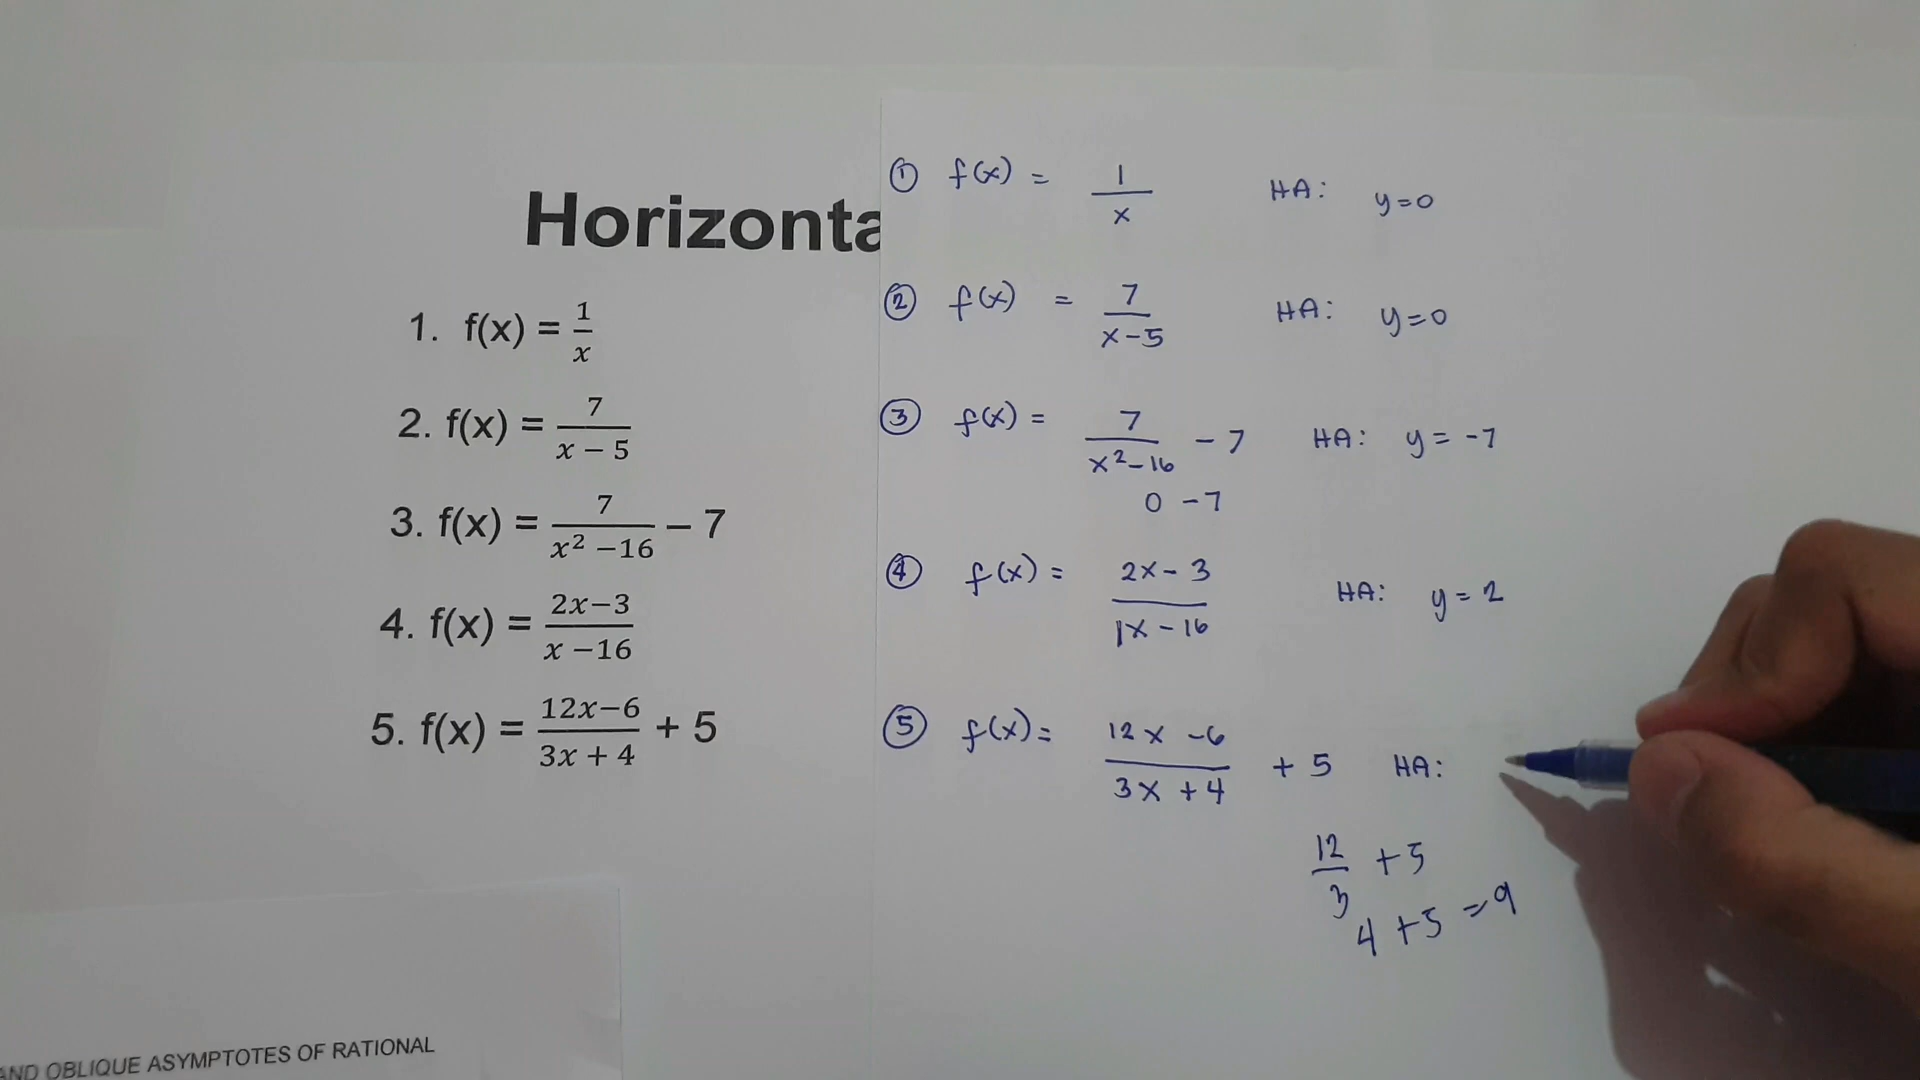 Horizonta
1. f(x) = 1/x
2. f(x) = 7/(x − 5)
3. f(x) = 7/(x² −16) − 7
4. f(x) = (2x−3)/(x −16)
5. f(x) = (12x−6)/(3x + 4) + 5
AND OBLIQUE ASYMPTOTES OF RATIONAL
① f(x) = 1/x HA: y=0
② f(x) = 7/(x-5) HA: y=0
③ f(x) = 7/(x²-16) - 7 HA: y = -7
0 - 7
④ f(x) = (2x - 3)/(1x - 16) HA: y = 2
⑤ f(x) = (12x - 6)/(3x + 4) + 5 HA:
12/3 + 5
4 + 5 = 9